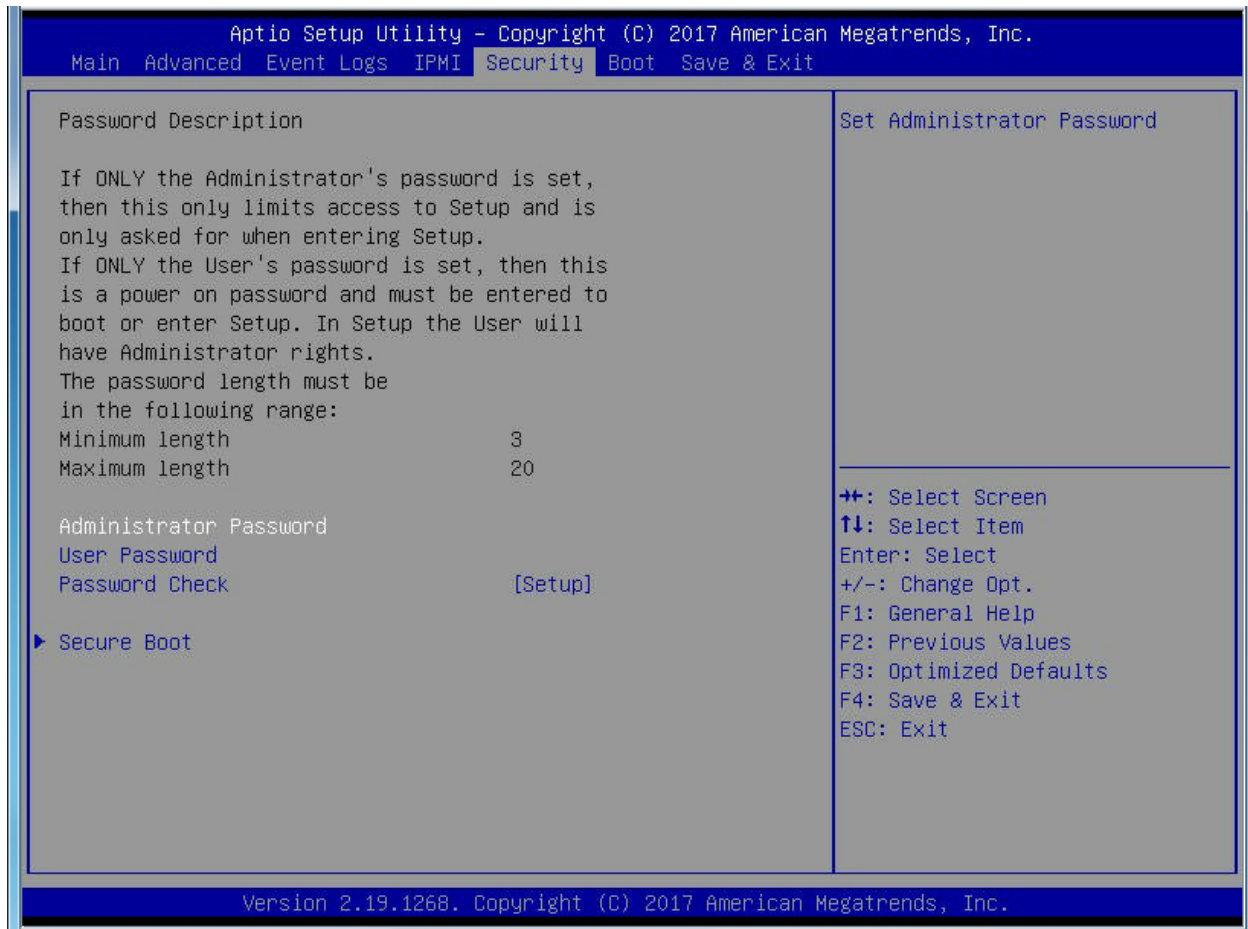 Aptio Setup Utility – Copyright (C) 2017 American Megatrends, Inc.
Main Advanced Event Logs IPMI Security Boot Save & Exit
Password Description
If ONLY the Administrator's password is set,
then this only limits access to Setup and is
only asked for when entering Setup.
If ONLY the User's password is set, then this
is a power on password and must be entered to
boot or enter Setup. In Setup the User will
have Administrator rights.
The password length must be
in the following range:
Minimum length 3
Maximum length 20
Administrator Password
User Password
Password Check [Setup]
Secure Boot
Set Administrator Password
→←: Select Screen
↑↓: Select Item
Enter: Select
+/-: Change Opt.
F1: General Help
F2: Previous Values
F3: Optimized Defaults
F4: Save & Exit
ESC: Exit
Version 2.19.1268. Copyright (C) 2017 American Megatrends, Inc.